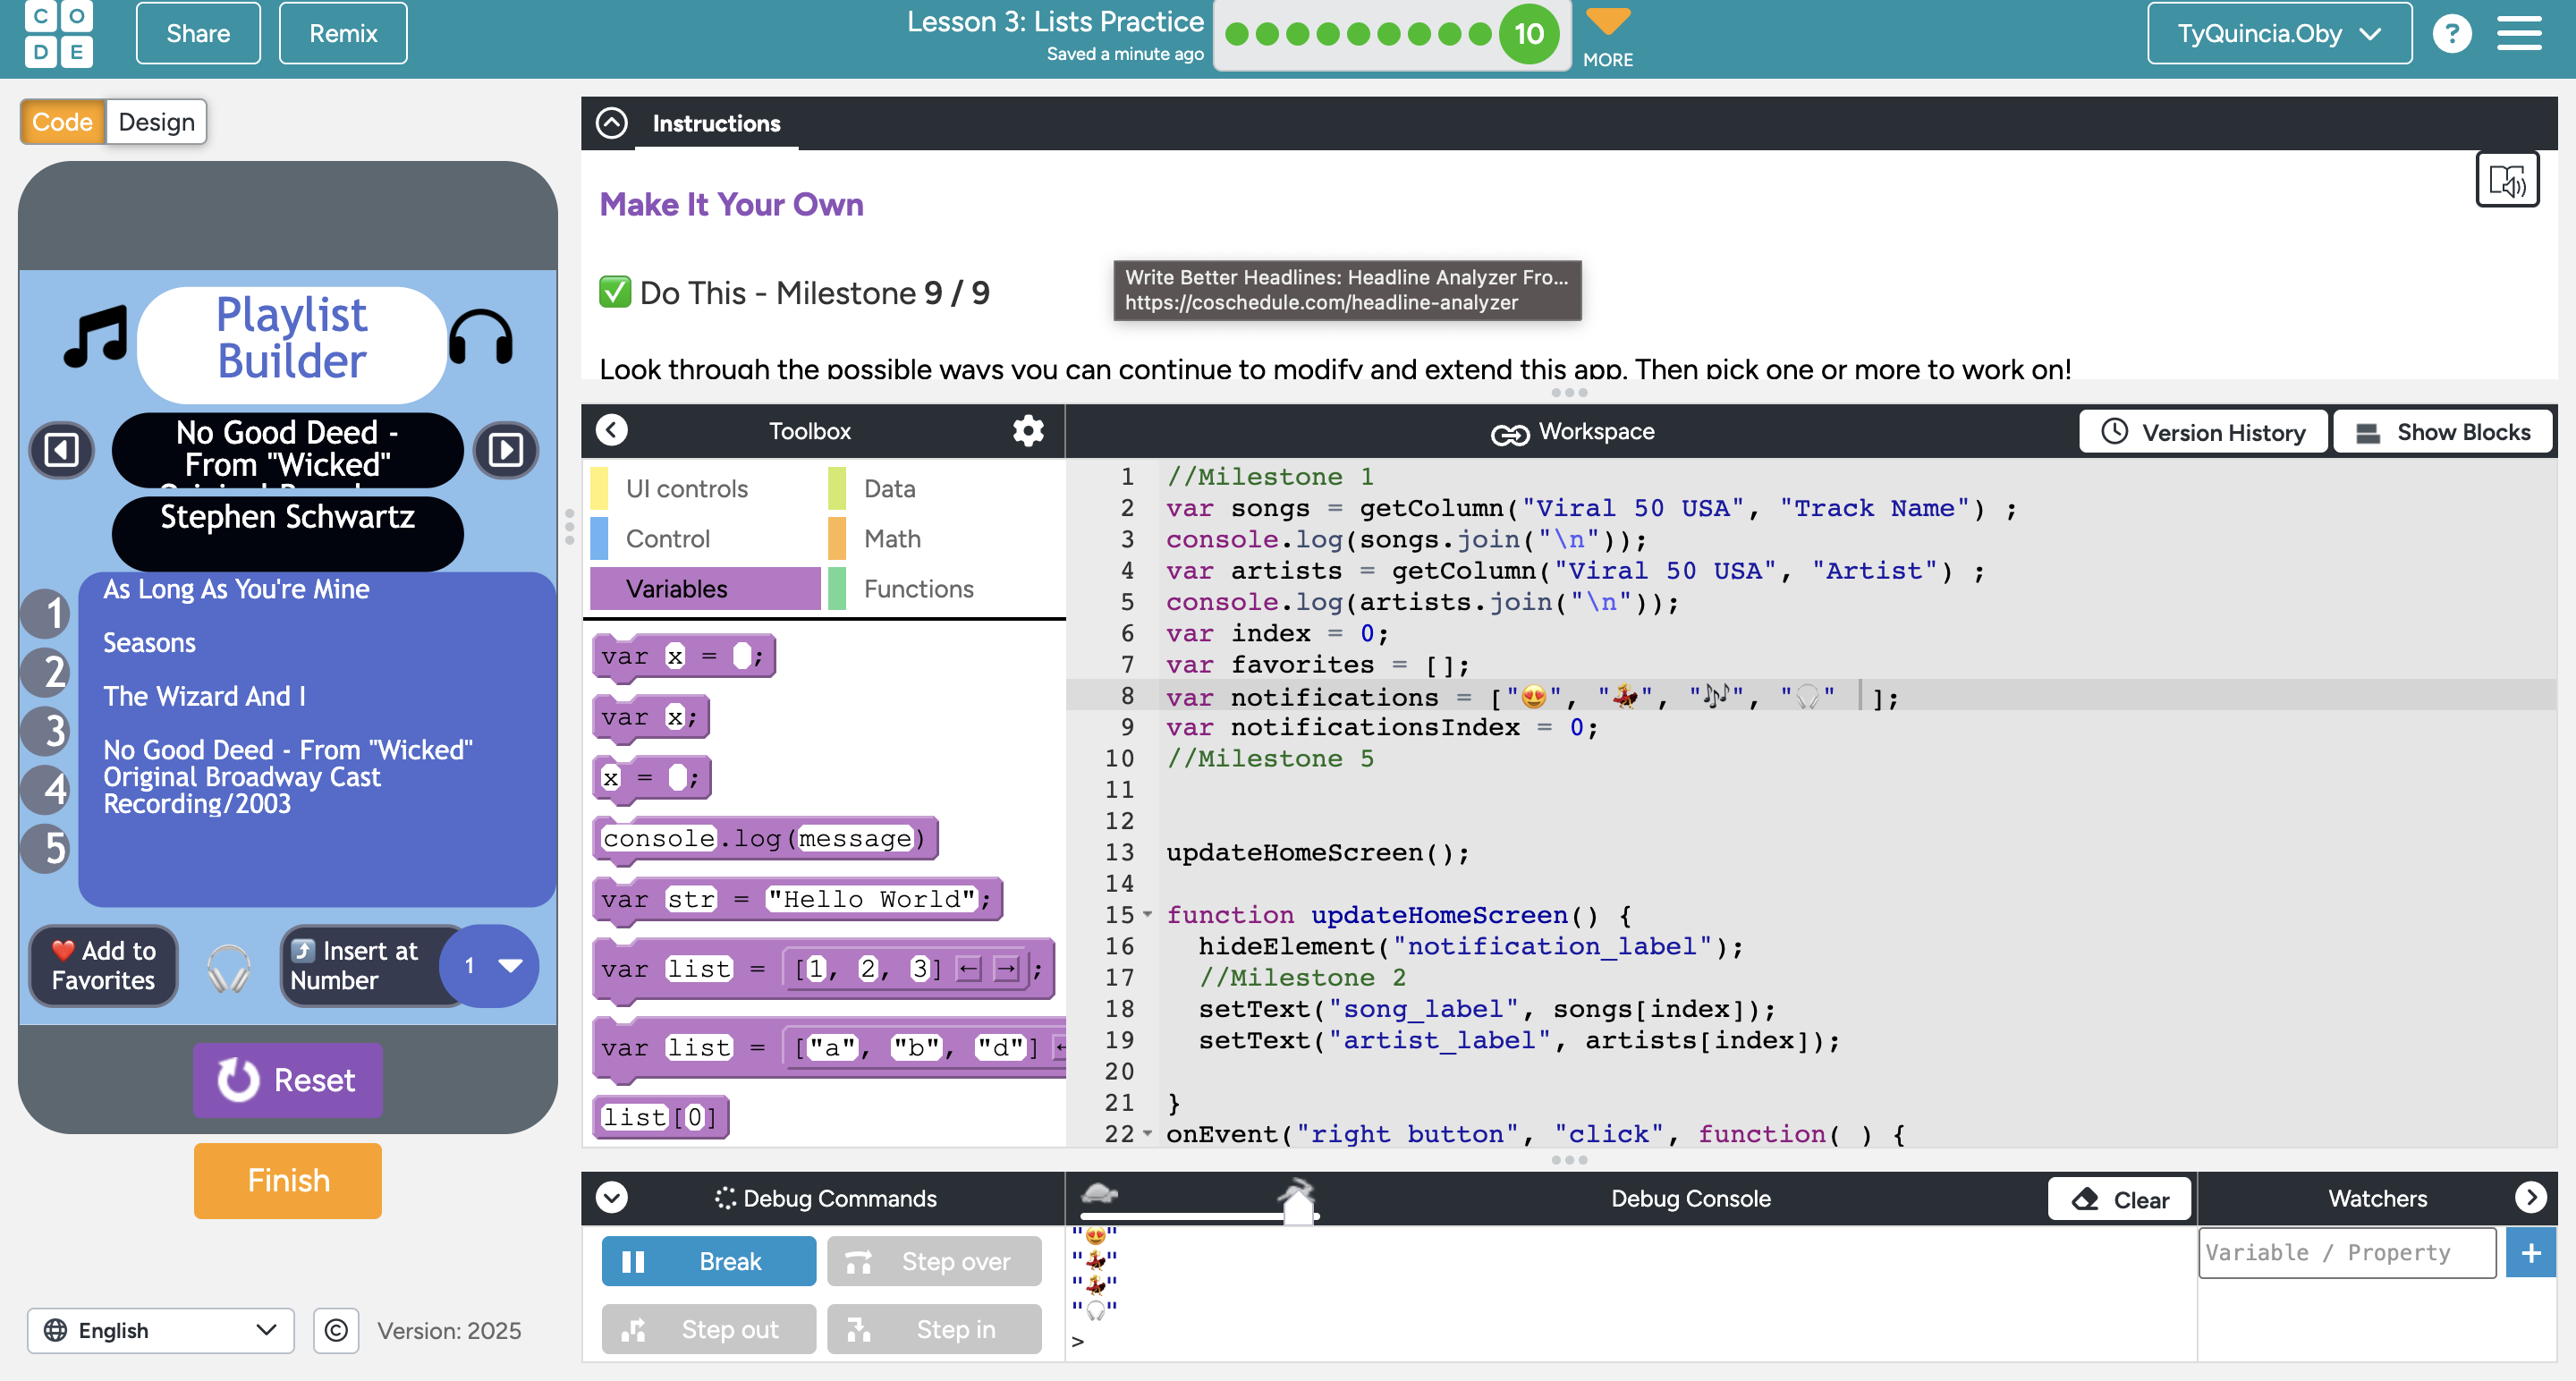 C O
D E
Share
Remix
Lesson 3: Lists Practice
Saved a minute ago
10
MORE
TyQuincia.Oby
?
Code
Design
Instructions
Make It Your Own
✅ Do This - Milestone 9 / 9
Write Better Headlines: Headline Analyzer Fro...
https://coschedule.com/headline-analyzer
Look through the possible ways you can continue to modify and extend this app. Then pick one or more to work on!
Playlist
Builder
No Good Deed -
From "Wicked"
Stephen Schwartz
1
2
3
4
5
As Long As You're Mine
Seasons
The Wizard And I
No Good Deed - From "Wicked"
Original Broadway Cast
Recording/2003
❤️ Add to
Favorites
🎧
⤴️ Insert at
Number
1
Reset
Finish
English
©
Version: 2025
Toolbox
UI controls
Data
Control
Math
Variables
Functions
var x = ;
var x;
x = ;
console.log(message)
var str = "Hello World";
var list = [1, 2, 3] ← → ;
var list = ["a", "b", "d"] ←
list[0]
Workspace
Version History
Show Blocks
1 //Milestone 1
2 var songs = getColumn("Viral 50 USA", "Track Name") ;
3 console.log(songs.join("\n"));
4 var artists = getColumn("Viral 50 USA", "Artist") ;
5 console.log(artists.join("\n"));
6 var index = 0;
7 var favorites = [];
8 var notifications = ["😍", "💃", "🎶", "🎧" ];
9 var notificationsIndex = 0;
10 //Milestone 5
11
12
13 updateHomeScreen();
14
15 function updateHomeScreen() {
16 hideElement("notification_label");
17 //Milestone 2
18 setText("song_label", songs[index]);
19 setText("artist_label", artists[index]);
20
21 }
22 onEvent("right button", "click", function( ) {
Debug Commands
Break
Step over
Step out
Step in
Debug Console
Clear
"😍"
"💃"
"💃"
"🎧"
>
Watchers
Variable / Property
+